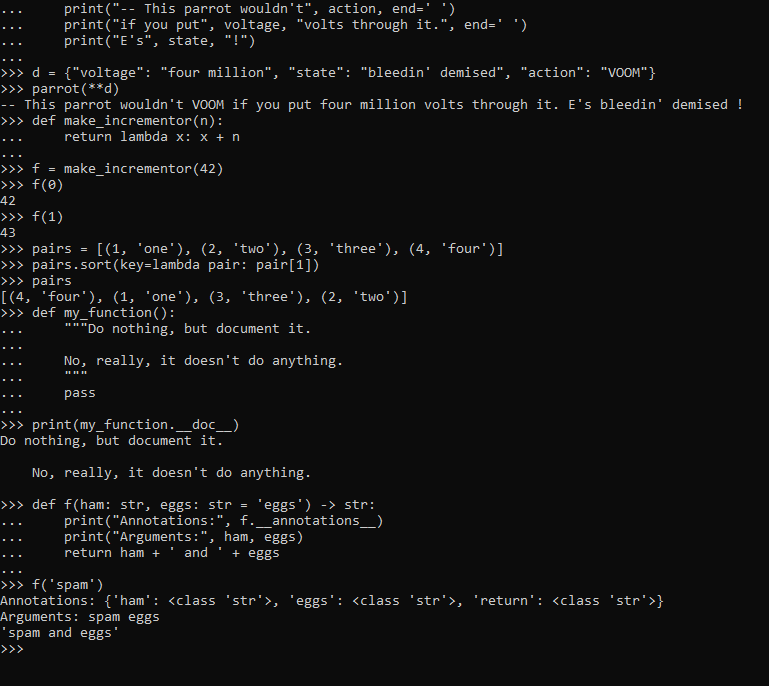 ...     print("-- This parrot wouldn't", action, end=' ')
...     print("if you put", voltage, "volts through it.", end=' ')
...     print("E's", state, "!")
...
>>> d = {"voltage": "four million", "state": "bleedin' demised", "action": "VOOM"}
>>> parrot(**d)
-- This parrot wouldn't VOOM if you put four million volts through it. E's bleedin' demised !
>>> def make_incrementor(n):
...     return lambda x: x + n
...
>>> f = make_incrementor(42)
>>> f(0)
42
>>> f(1)
43
>>> pairs = [(1, 'one'), (2, 'two'), (3, 'three'), (4, 'four')]
>>> pairs.sort(key=lambda pair: pair[1])
>>> pairs
[(4, 'four'), (1, 'one'), (3, 'three'), (2, 'two')]
>>> def my_function():
...     """Do nothing, but document it.
...
...     No, really, it doesn't do anything.
...     """
...     pass
...
>>> print(my_function.__doc__)
Do nothing, but document it.

    No, really, it doesn't do anything.

>>> def f(ham: str, eggs: str = 'eggs') -> str:
...     print("Annotations:", f.__annotations__)
...     print("Arguments:", ham, eggs)
...     return ham + ' and ' + eggs
...
>>> f('spam')
Annotations: {'ham': <class 'str'>, 'eggs': <class 'str'>, 'return': <class 'str'>}
Arguments: spam eggs
'spam and eggs'
>>>